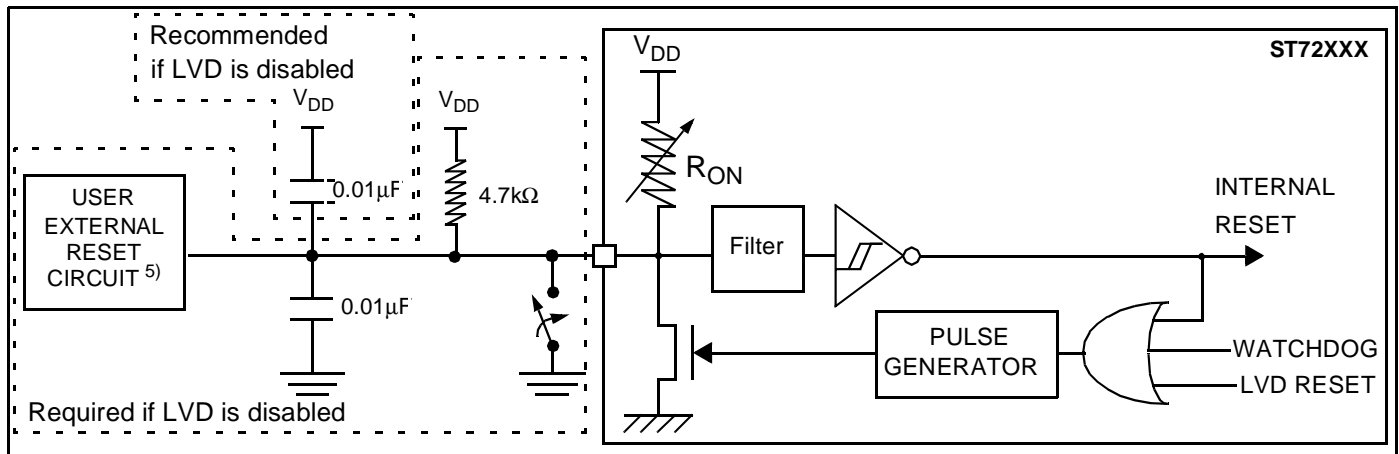 Recommended
if LVD is disabled
VDD
0.01μF
VDD
4.7kΩ
USER
EXTERNAL
RESET
CIRCUIT 5)
0.01μF
Required if LVD is disabled
ST72XXX
VDD
RON
Filter
INTERNAL
RESET
PULSE
GENERATOR
WATCHDOG
LVD RESET